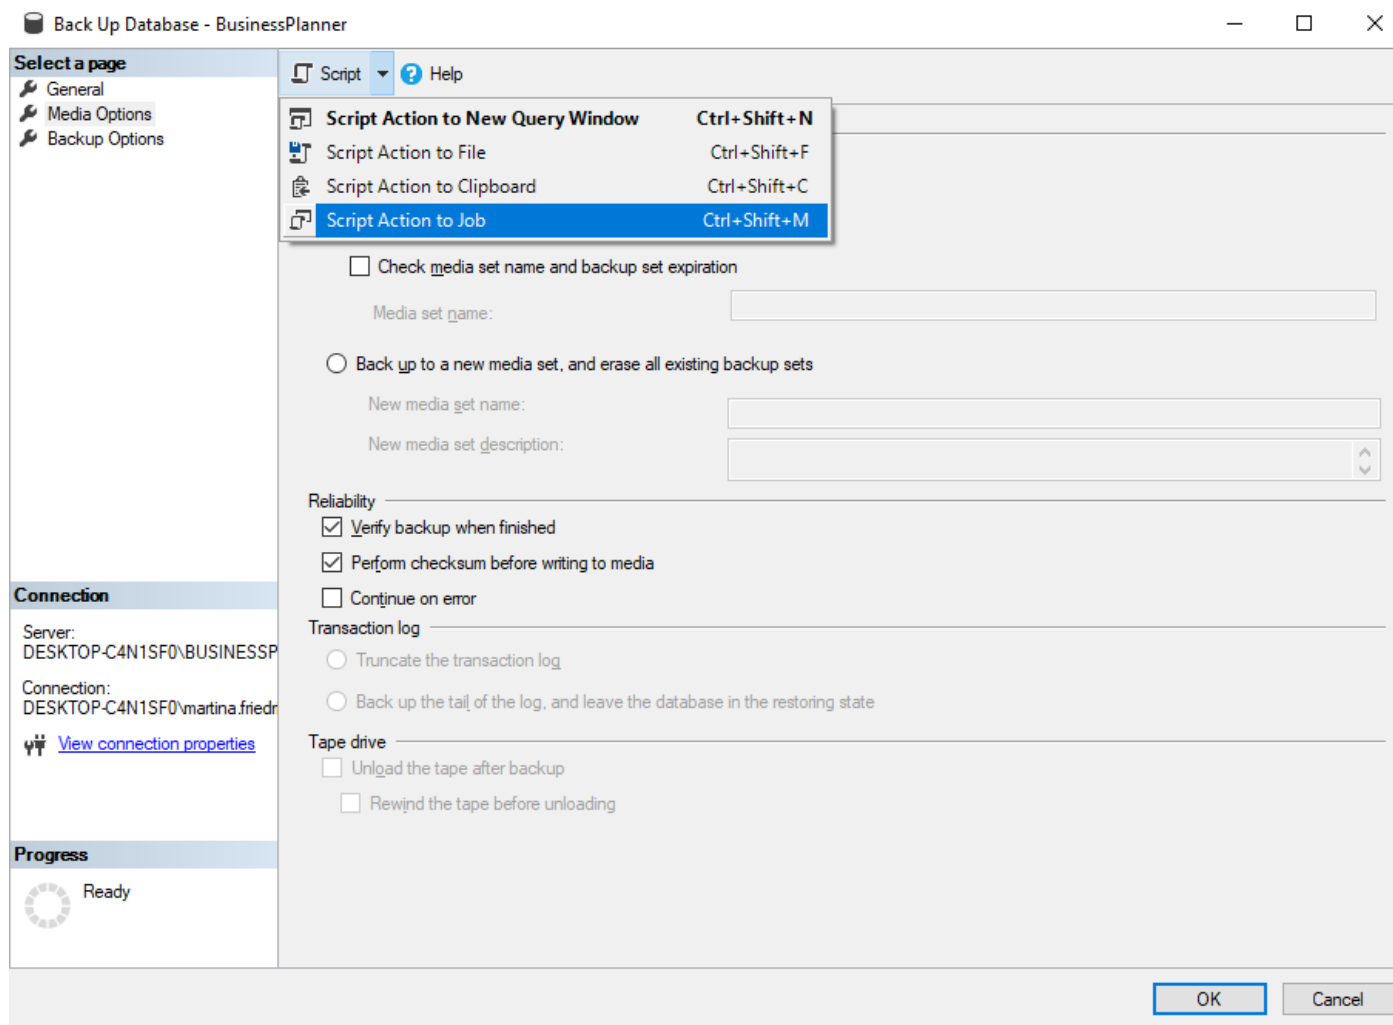 Back Up Database - BusinessPlanner
Select a page
General
Media Options
Backup Options
Script
Help
Script Action to New Query Window Ctrl+Shift+N
Script Action to File Ctrl+Shift+F
Script Action to Clipboard Ctrl+Shift+C
Script Action to Job Ctrl+Shift+M
Check media set name and backup set expiration
Media set name:
Back up to a new media set, and erase all existing backup sets
New media set name:
New media set description:
Reliability
Verify backup when finished
Perform checksum before writing to media
Continue on error
Transaction log
Truncate the transaction log
Back up the tail of the log, and leave the database in the restoring state
Tape drive
Unload the tape after backup
Rewind the tape before unloading
Connection
Server:
DESKTOP-C4N1SF0\BUSINESSP
Connection:
DESKTOP-C4N1SF0\martina.friedr
View connection properties
Progress
Ready
OK
Cancel